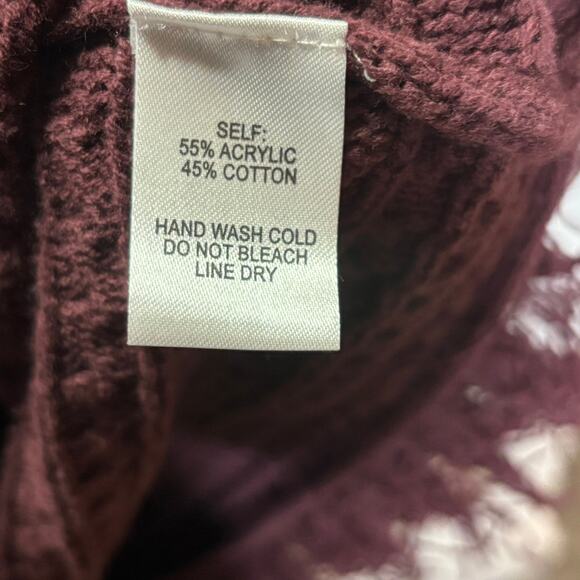 SELF:
55% ACRYLIC
45% COTTON
HAND WASH COLD
DO NOT BLEACH
LINE DRY